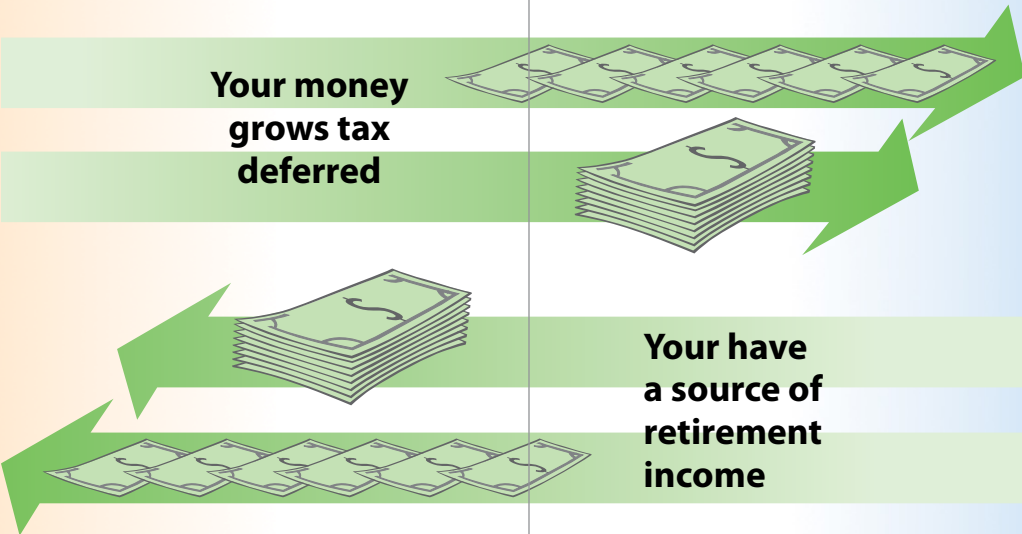 Your money
grows tax
deferred
Your have
a source of
retirement
income